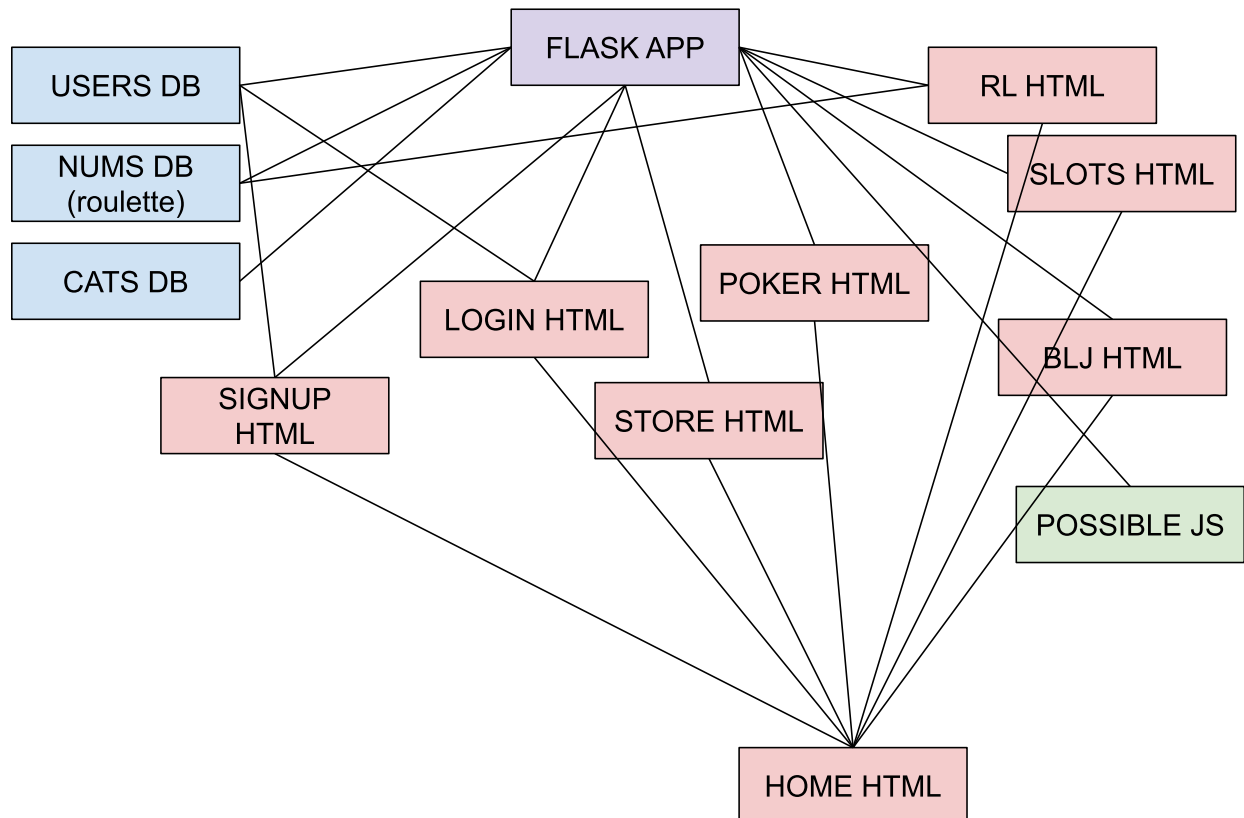 FLASK APP
USERS DB
RL HTML
NUMS DB
(roulette)
SLOTS HTML
CATS DB
POKER HTML
LOGIN HTML
BLJ HTML
SIGNUP
HTML
STORE HTML
POSSIBLE JS
HOME HTML